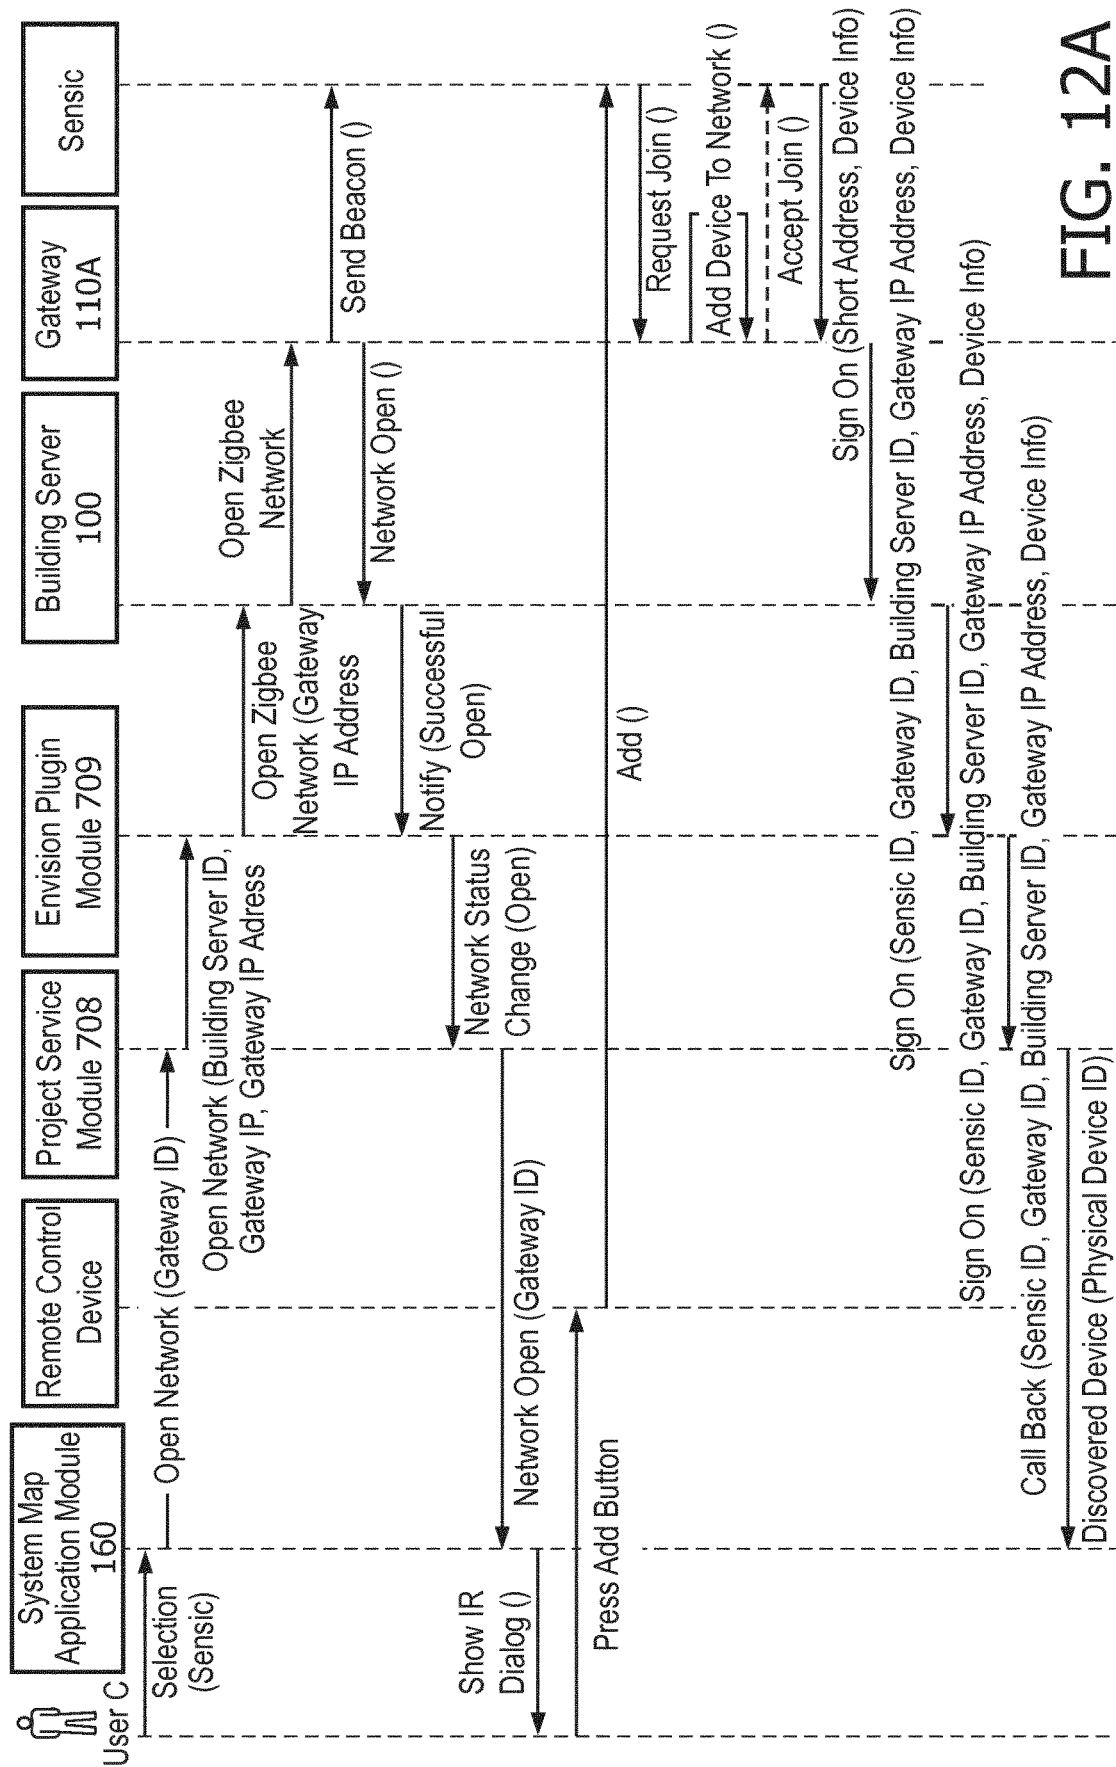 User C
System Map
Application Module
160
Remote Control
Device
Project Service
Module 708
Envision Plugin
Module 709
Building Server
100
Gateway
110A
Sensic
Selection
(Sensic)
Open Network (Gateway ID)
Open Network (Building Server ID,
Gateway IP, Gateway IP Adress
Open Zigbee
Network (Gateway
IP Address
Open Zigbee
Network
Send Beacon ()
Network Open ()
Notify (Successful
Open)
Network Status
Change (Open)
Network Open (Gateway ID)
Show IR
Dialog ()
Press Add Button
Add ()
Request Join ()
Add Device To Network ()
Accept Join ()
Sign On (Short Address, Device Info)
Sign On (Sensic ID, Gateway ID, Building Server ID, Gateway IP Address, Device Info)
Sign On (Sensic ID, Gateway ID, Building Server ID, Gateway IP Address, Device Info)
Call Back (Sensic ID, Gateway ID, Building Server ID, Gateway IP Address, Device Info)
Discovered Device (Physical Device ID)
FIG. 12A